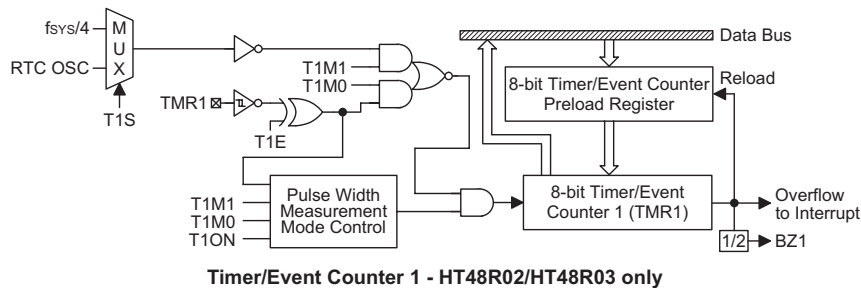 fSYS/4
M
U
X
RTC OSC
T1S
TMR1
T1E
T1M1
T1M0
Data Bus
8-bit Timer/Event Counter
Preload Register
Reload
T1M1
T1M0
T1ON
Pulse Width
Measurement
Mode Control
8-bit Timer/Event
Counter 1 (TMR1)
Overflow
to Interrupt
1/2
BZ1
Timer/Event Counter 1 - HT48R02/HT48R03 only